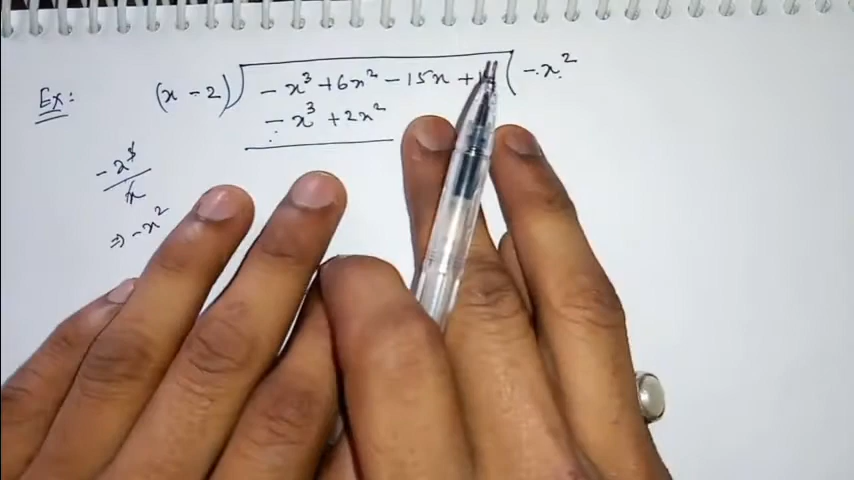 Ex: (x - 2) - x³ + 6x² - 15x + ( - x²
- x³ + 2x²
- x³
x
⇒ - x²